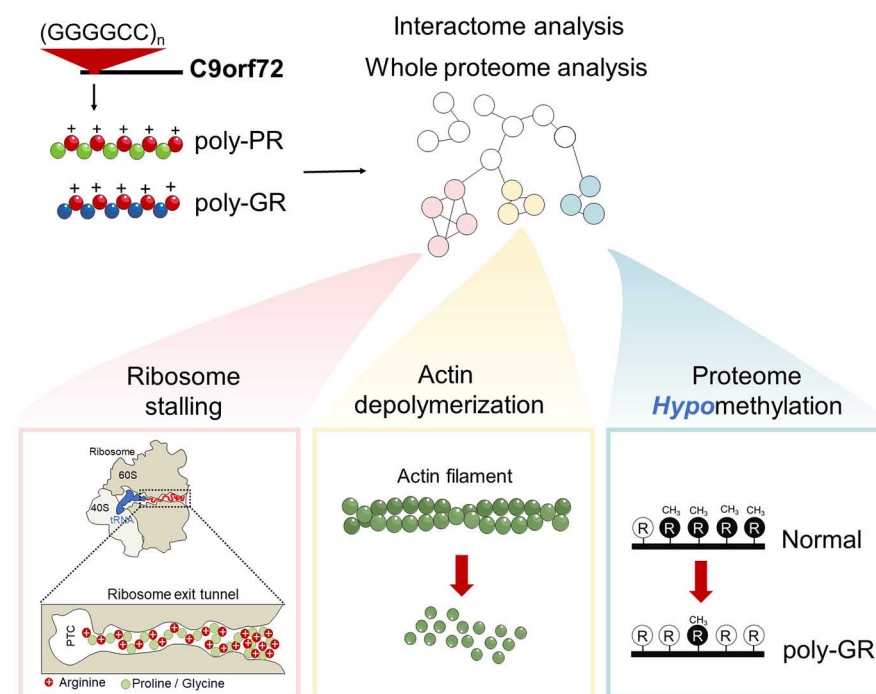 (GGGGCC)n
C9orf72
+ + + + +
poly-PR
+ + + + +
poly-GR
Interactome analysis
Whole proteome analysis
Ribosome
stalling
Actin
depolymerization
Proteome
Hypomethylation
Ribosome
60S
40S
tRNA
Ribosome exit tunnel
PTC
+ Arginine Proline / Glycine
Actin filament
CH3 CH3 CH3 CH3
R R R R R
Normal
CH3
R R R R R
poly-GR